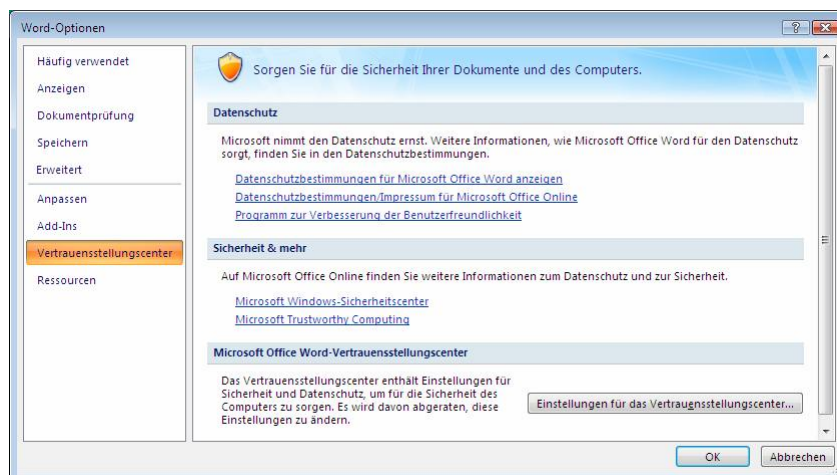 Word-Optionen
Häufig verwendet
Anzeigen
Dokumentprüfung
Speichern
Erweitert
Anpassen
Add-Ins
Vertrauensstellungscenter
Ressourcen
Sorgen Sie für die Sicherheit Ihrer Dokumente und des Computers.
Datenschutz
Microsoft nimmt den Datenschutz ernst. Weitere Informationen, wie Microsoft Office Word für den Datenschutz
sorgt, finden Sie in den Datenschutzbestimmungen.
Datenschutzbestimmungen für Microsoft Office Word anzeigen
Datenschutzbestimmungen/Impressum für Microsoft Office Online
Programm zur Verbesserung der Benutzerfreundlichkeit
Sicherheit & mehr
Auf Microsoft Office Online finden Sie weitere Informationen zum Datenschutz und zur Sicherheit.
Microsoft Windows-Sicherheitscenter
Microsoft Trustworthy Computing
Microsoft Office Word-Vertrauensstellungscenter
Das Vertrauensstellungscenter enthält Einstellungen für
Sicherheit und Datenschutz, um für die Sicherheit des
Computers zu sorgen. Es wird davon abgeraten, diese
Einstellungen zu ändern.
Einstellungen für das Vertrauensstellungscenter...
OK
Abbrechen